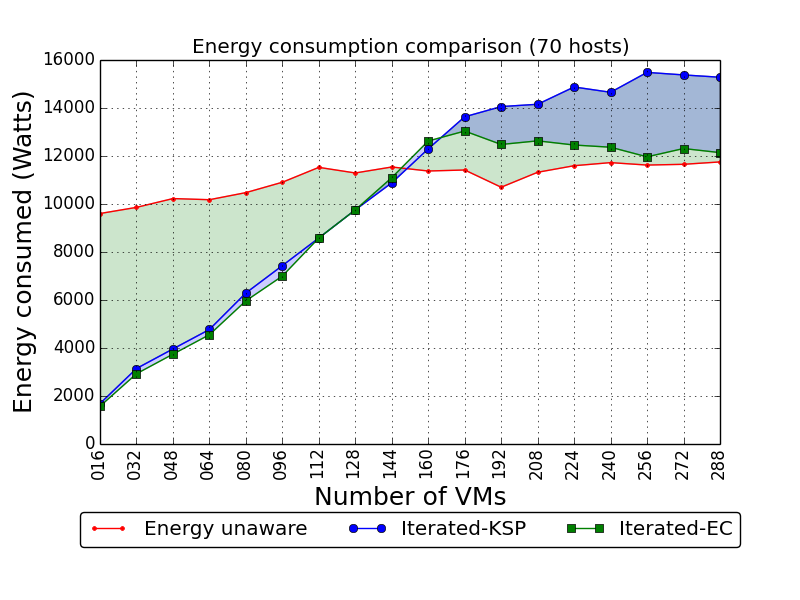 Energy consumption comparison (70 hosts)
Energy consumed (Watts)
16000
14000
12000
10000
8000
6000
4000
2000
0
016 032 048 064 080 096 112 128 144 160 176 192 208 224 240 256 272 288
Number of VMs
Energy unaware Iterated-KSP Iterated-EC